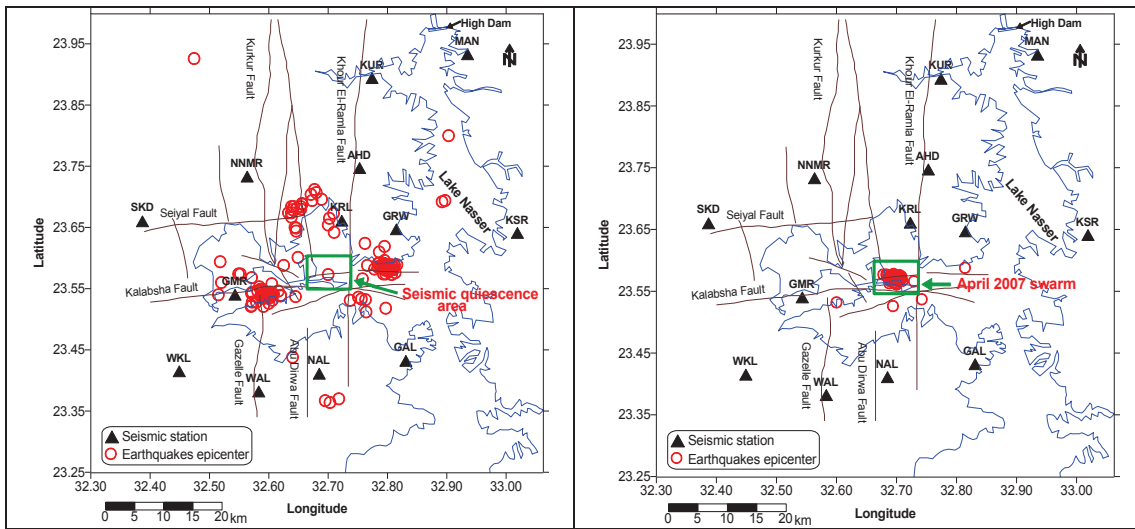 High Dam
23.95
MAN
Kurkur Fault
KUR
N
23.85
Khour El-Ramla Fault
23.75
AHD
NNMR
Lake Nasser
SKD
KRL
GRW
Seiyal Fault
KSR
23.65
Latitude
GMR
Kalabsha Fault
23.55
Seismic quiescence
area
23.45
WKL
Gazelle Fault
Abu Dirwa Fault
NAL
GAL
WAL
23.35
Seismic station
Earthquakes epicenter
23.25
32.30 32.40 32.50 32.60 32.70 32.80 32.90 33.00
0 5 10 15 20 km
Longitude
High Dam
23.95
MAN
Kurkur Fault
KUR
N
23.85
Khour El-Ramla Fault
23.75
AHD
NNMR
Lake Nasser
SKD
KRL
GRW
Seiyal Fault
KSR
23.65
Latitude
GMR
Kalabsha Fault
23.55
April 2007 swarm
23.45
WKL
Gazelle Fault
Abu Dirwa Fault
NAL
GAL
WAL
23.35
Seismic station
Earthquakes epicenter
23.25
32.30 32.40 32.50 32.60 32.70 32.80 32.90 33.00
0 5 10 15 20 km
Longitude